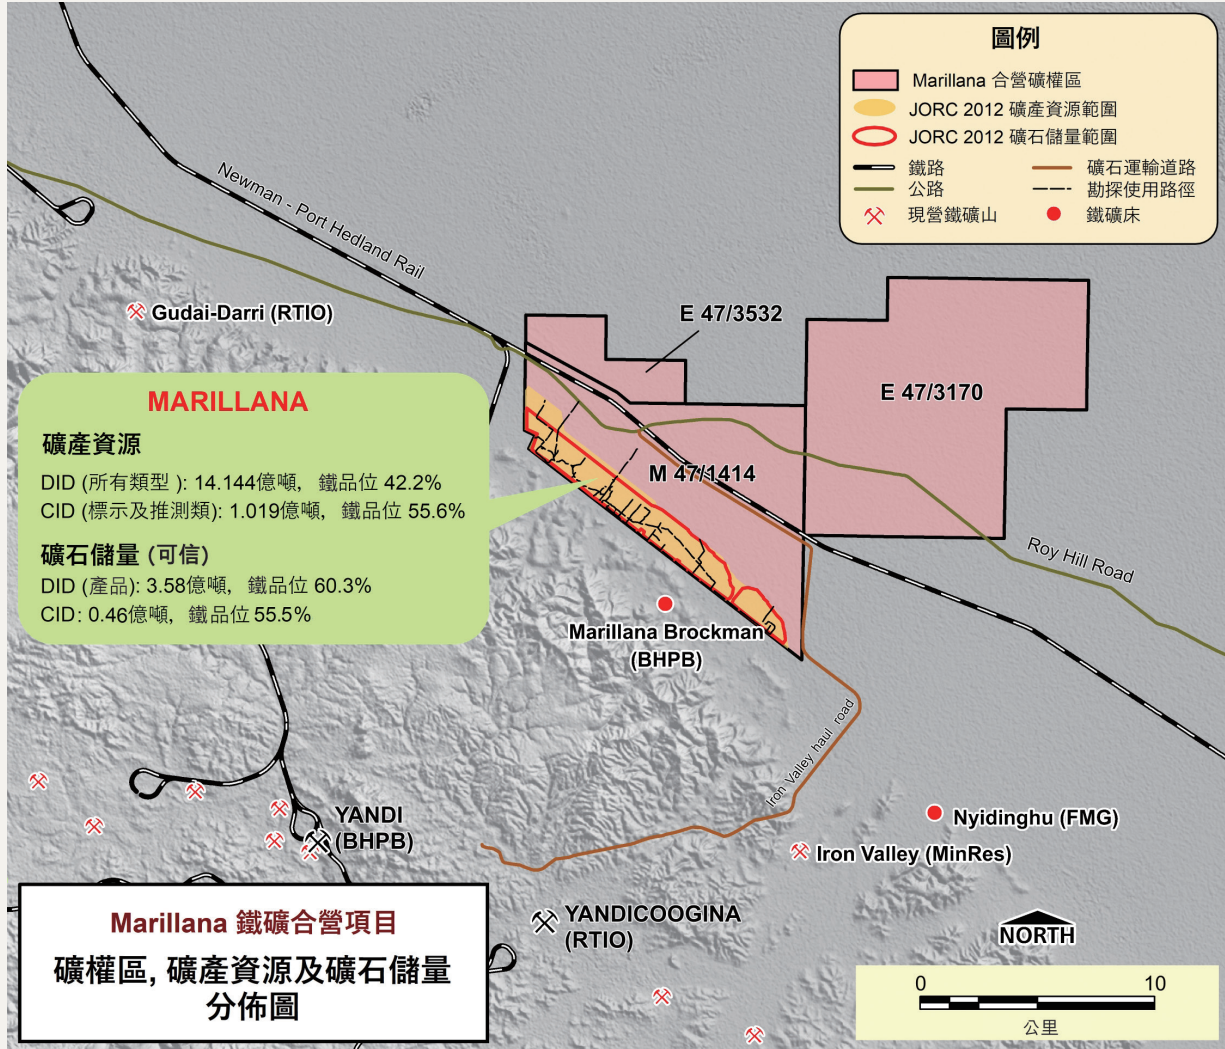 圖例
Marillana 合營礦權區
JORC 2012 礦產資源範圍
JORC 2012 礦石儲量範圍
鐵路
礦石運輸道路
公路
勘探使用路徑
現營鐵礦山
鐵礦床
Newman - Port Hedland Rail
Gudai-Darri (RTIO)
E 47/3532
E 47/3170
M 47/1414
MARILLANA
礦產資源
DID (所有類型 ): 14.144億噸, 鐵品位 42.2%
CID (標示及推測類): 1.019億噸, 鐵品位 55.6%
礦石儲量 (可信)
DID (產品): 3.58億噸, 鐵品位 60.3%
CID: 0.46億噸, 鐵品位 55.5%
Roy Hill Road
Marillana Brockman
(BHPB)
Iron Valley haul road
YANDI
(BHPB)
Nyidinghu (FMG)
Iron Valley (MinRes)
YANDICOOGINA
(RTIO)
NORTH
Marillana 鐵礦合營項目
礦權區, 礦產資源及礦石儲量
分佈圖
0 10
公里